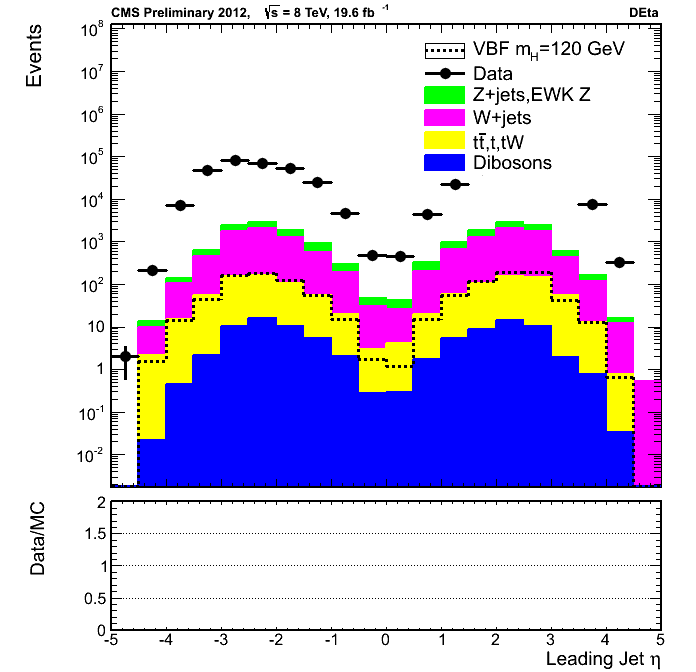 CMS Preliminary 2012, √s = 8 TeV, 19.6 fb⁻¹ DEta
Events
10⁸
10⁷
10⁶
10⁵
10⁴
10³
10²
10
1
10⁻¹
10⁻²
VBF m_H=120 GeV
Data
Z+jets,EWK Z
W+jets
tt̄,t,tW
Dibosons
Data/MC
2
1.5
1
0.5
0
-5 -4 -3 -2 -1 0 1 2 3 4 5
Leading Jet η